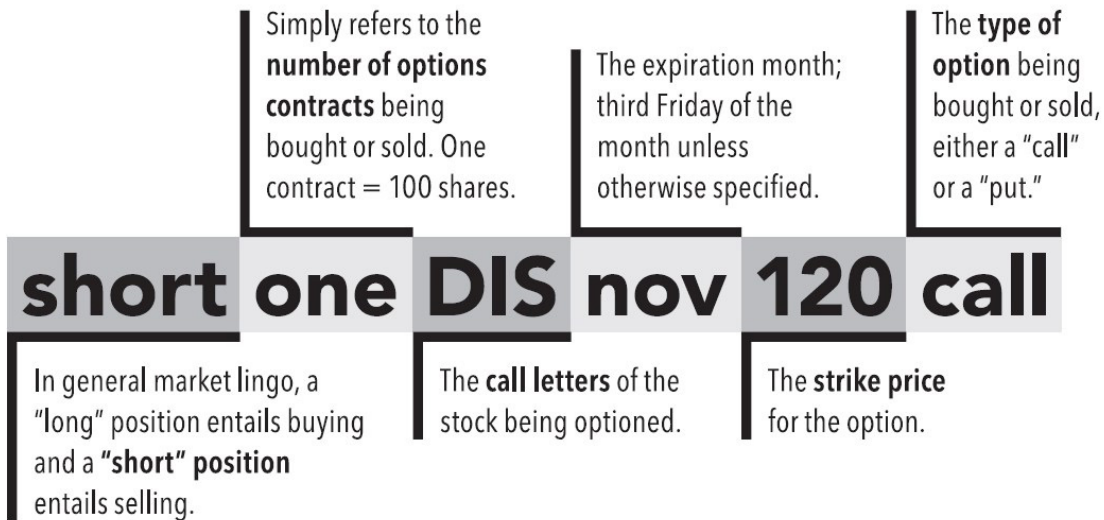 Simply refers to the
number of options
contracts being
bought or sold. One
contract = 100 shares.
The expiration month;
third Friday of the
month unless
otherwise specified.
The type of
option being
bought or sold,
either a “call”
or a “put.”
short one DIS nov 120 call
In general market lingo, a
“long” position entails buying
and a “short” position
entails selling.
The call letters of the
stock being optioned.
The strike price
for the option.